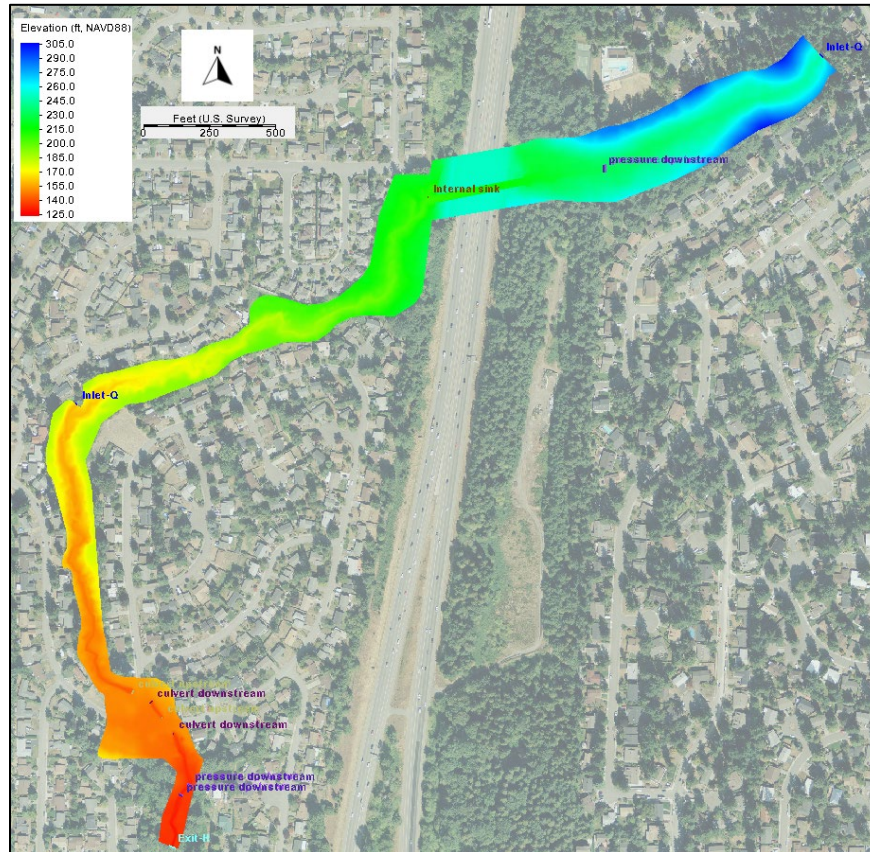 Elevation (ft, NAVD88)
305.0
290.0
275.0
260.0
245.0
230.0
215.0
200.0
185.0
170.0
155.0
140.0
125.0
N
Feet (U.S. Survey)
0 250 500
Inlet-Q
pressure downstream
Internal sink
Inlet-Q
culvert downstream
culvert downstream
pressure downstream
pressure downstream
Exit-H